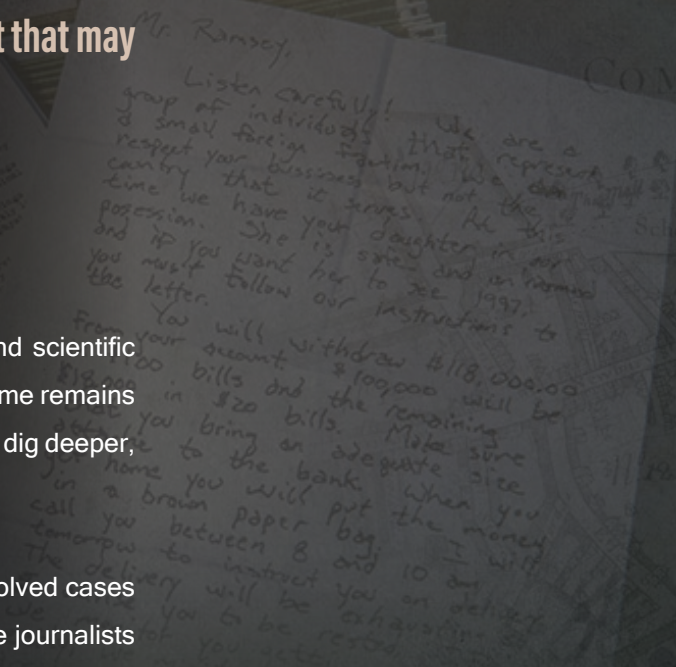 t that may
nd scientific
me remains
dig deeper,
olved cases
e journalists
Mr. Ramsey,
Listen Carefully! We are a
group of individuals that represent
a small foreign faction. We
respect your bussiness but not the
country that it serves. At this
time we have your daughter in our
posession. She is safe and unharmed
and if you want her to see 1997,
you must follow our instructions to
the letter.
You will withdraw $118,000.00
from your account. $100,000 will be
in $100 bills and the remaining
$18,000 in $20 bills. Make sure
that you bring an adequate size
attache to the bank. When you
get home you will put the money
in a brown paper bag. I will
call you between 8 and 10 am
tomorrow to instruct you on delivery.
The delivery will be exhausting
you to be rested.
COM